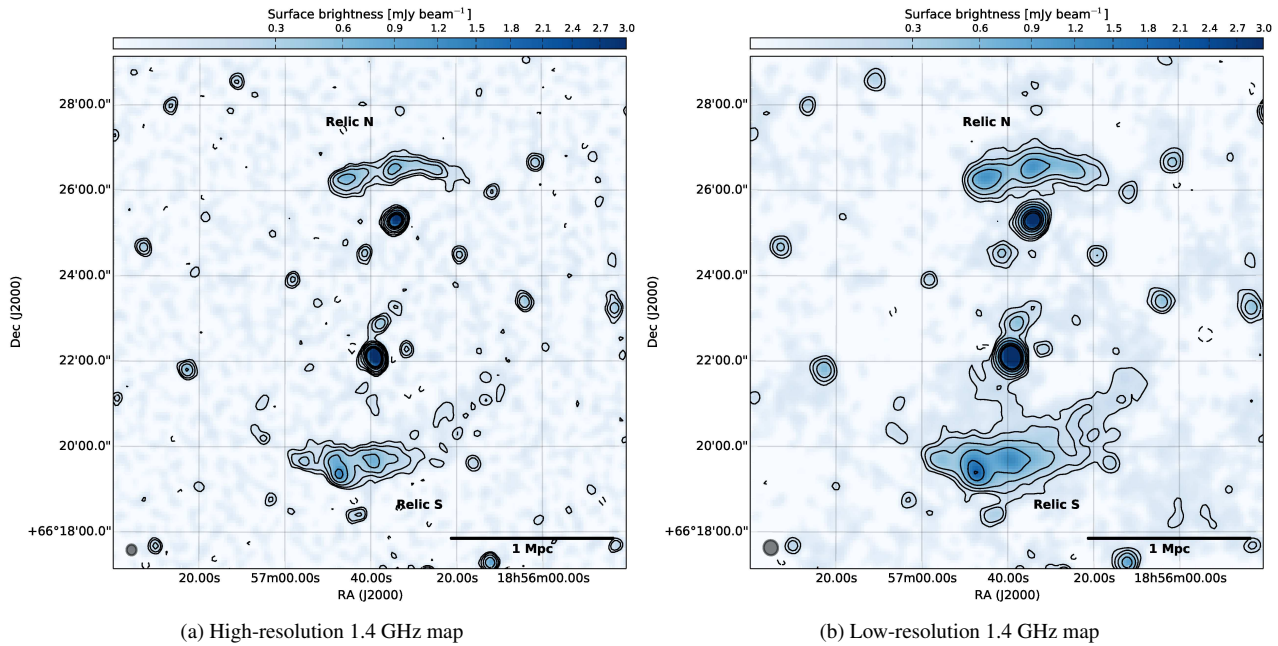 Surface brightness [mJy beam⁻¹]
0.3 0.6 0.9 1.2 1.5 1.8 2.1 2.4 2.7 3.0
28'00.0"
26'00.0"
24'00.0"
22'00.0"
20'00.0"
+66°18'00.0"
Dec (J2000)
Relic N
Relic S
1 Mpc
20.00s 57m00.00s 40.00s 20.00s 18h56m00.00s
RA (J2000)
(a) High-resolution 1.4 GHz map
Surface brightness [mJy beam⁻¹]
0.3 0.6 0.9 1.2 1.5 1.8 2.1 2.4 2.7 3.0
28'00.0"
26'00.0"
24'00.0"
22'00.0"
20'00.0"
+66°18'00.0"
Dec (J2000)
Relic N
Relic S
1 Mpc
20.00s 57m00.00s 40.00s 20.00s 18h56m00.00s
RA (J2000)
(b) Low-resolution 1.4 GHz map